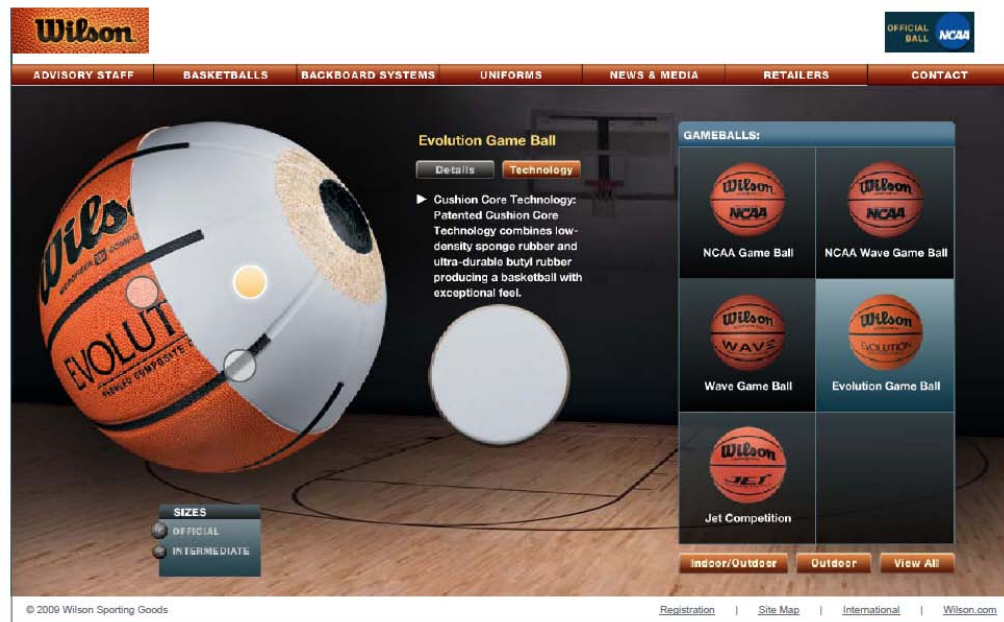 Wilson
OFFICIAL
BALL
NCAA
ADVISORY STAFF
BASKETBALLS
BACKBOARD SYSTEMS
UNIFORMS
NEWS & MEDIA
RETAILERS
CONTACT
Wilso
MICROFIBER W COMPO
EVOLUT
Evolution Game Ball
Details
Technology
Cushion Core Technology:
Patented Cushion Core
Technology combines low-
density sponge rubber and
ultra-durable butyl rubber
producing a basketball with
exceptional feel.
GAMEBALLS:
Wilson
NCAA
NCAA Game Ball
Wilson
NCAA
NCAA Wave Game Ball
Wilson
WAVE
Wave Game Ball
Wilson
EVOLUTION
Evolution Game Ball
Wilson
JET
Jet Competition
SIZES
OFFICIAL
INTERMEDIATE
Indoor/Outdoor
Outdoor
View All
© 2009 Wilson Sporting Goods
Registration | Site Map | International | Wilson.com